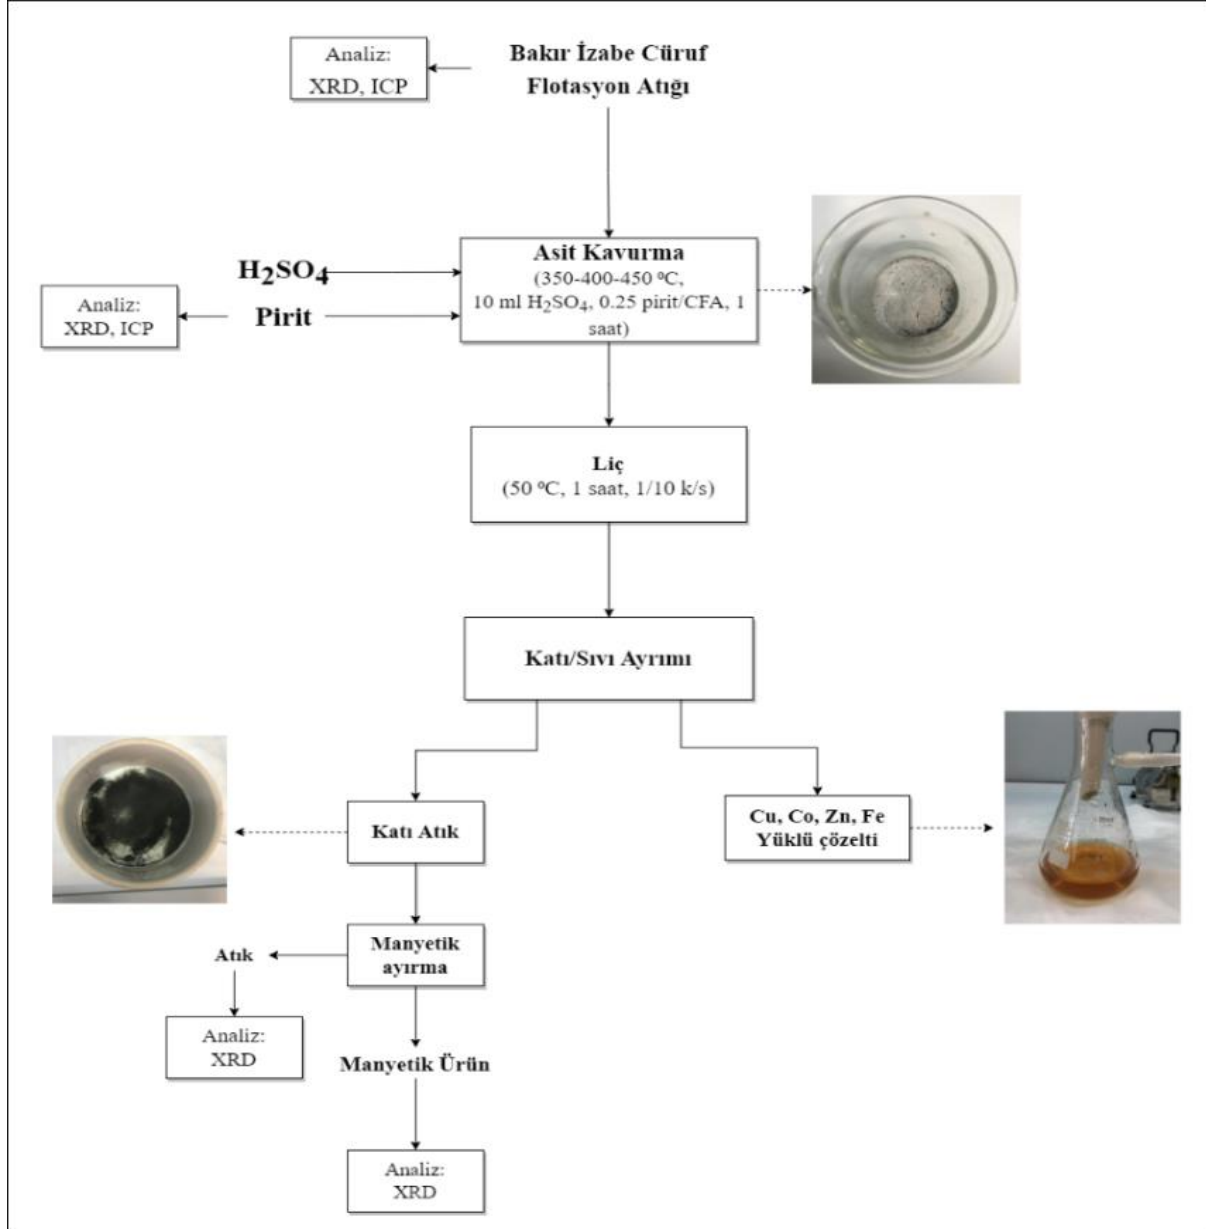 Analiz:
XRD, ICP
Bakır İzabe Cüruf
Flotasyon Atığı
H₂SO₄
Pirit
Analiz:
XRD, ICP
Asit Kavurma
(350-400-450 ⁰C,
10 ml H₂SO₄, 0.25 pirit/CFA, 1
saat)
Liç
(50 ⁰C, 1 saat, 1/10 k/s)
Katı/Sıvı Ayrımı
Katı Atık
Cu, Co, Zn, Fe
Yüklü çözelti
Manyetik
ayırma
Atık
Analiz:
XRD
Manyetik Ürün
Analiz:
XRD